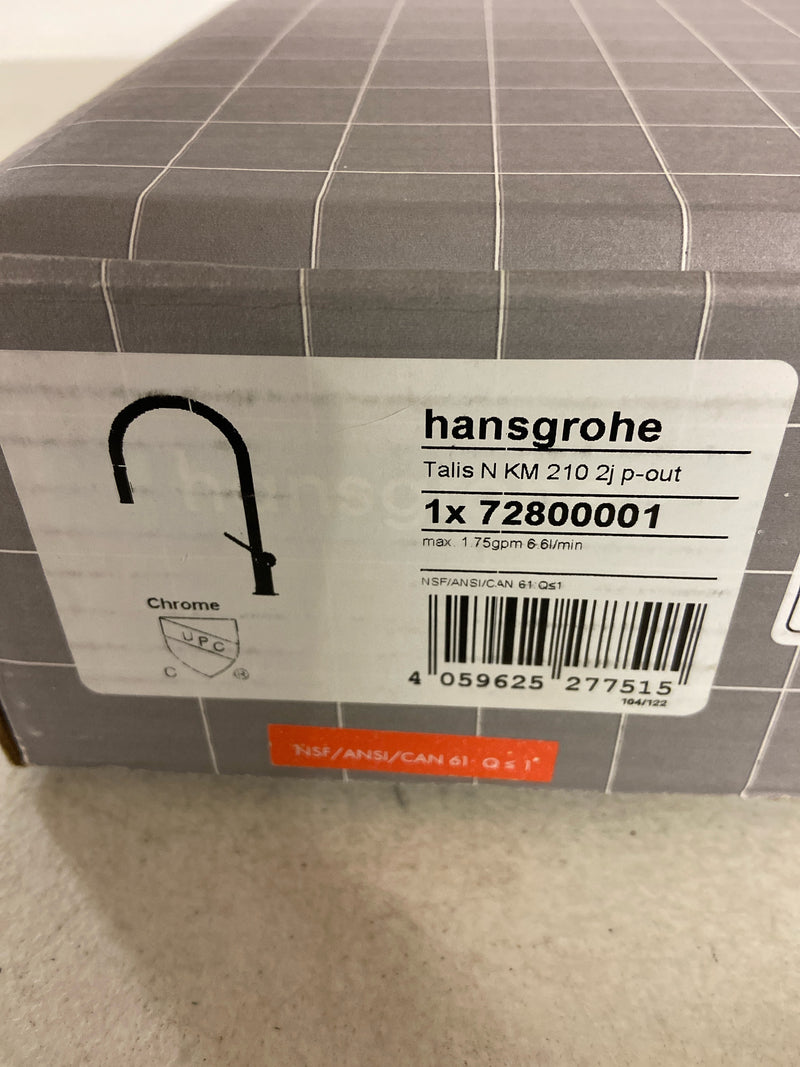 hansgrohe
Talis N KM 210 2j p-out
1x 72800001
max. 1.75gpm 6.6l/min
NSF/ANSI/CAN 61:Q≤1
Chrome
UPC
C ®
4 059625 277515
104/122
NSF/ANSI/CAN 61: Q ≤ 1*